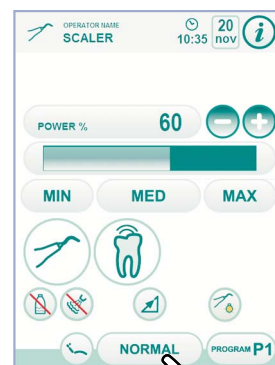 OPERATOR NAME
SCALER
10:35
20
nov
i
POWER %
60
MIN
MED
MAX
NORMAL
PROGRAM P1